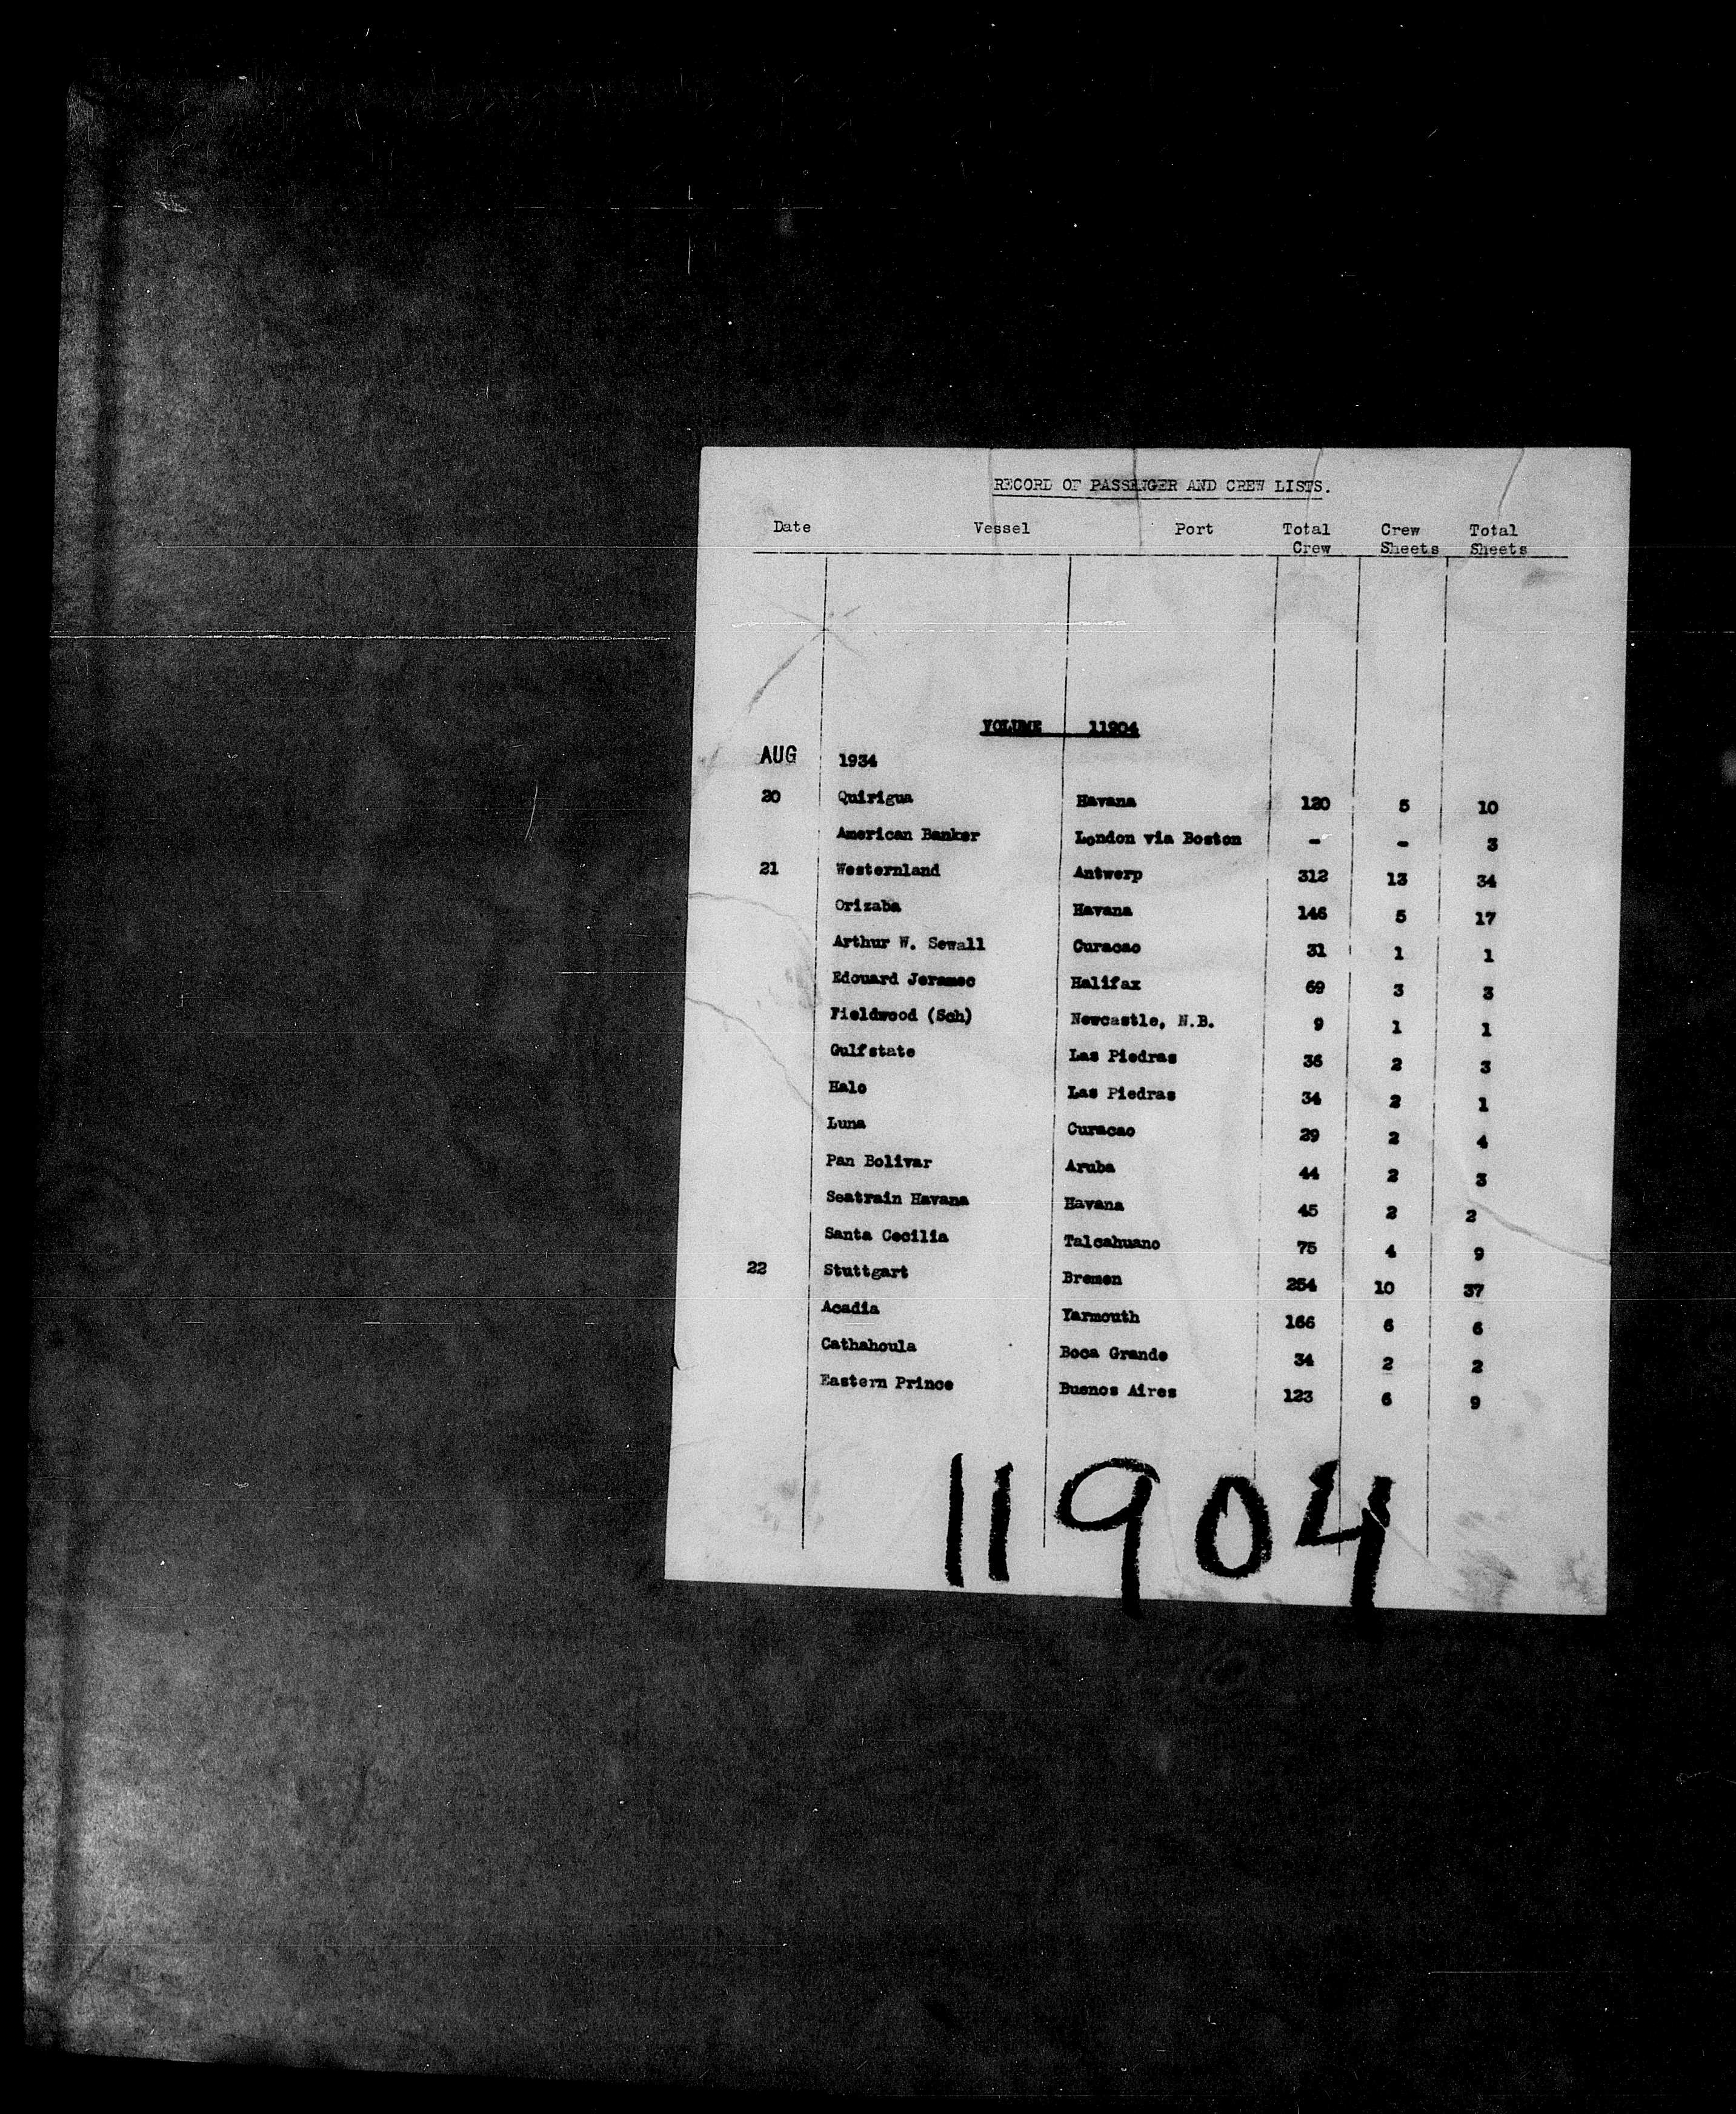 RECORD OF PASSENGER AND CREW LISTS.
Date Vessel Port Total Crew Crew Sheets Total Sheets
VOLUME 11904
AUG 1934
20 Quirigua Havana 120 5 10
American Banker London via Boston - - 3
21 Westernland Antwerp 312 13 34
Orizaba Havana 146 5 17
Arthur W. Sewall Curacao 31 1 1
Edouard Jeramec Halifax 69 3 3
Fieldwood (Sch) Newcastle, N.B. 9 1 1
Gulfstate Las Piedras 36 2 3
Halo Las Piedras 34 2 1
Luna Curacao 29 2 4
Pan Bolivar Aruba 44 2 3
Seatrain Havana Havana 45 2 2
Santa Cecilia Talcahuano 75 4 9
22 Stuttgart Bremen 254 10 37
Acadia Yarmouth 166 6 6
Cathahoula Boca Grande 34 2 2
Eastern Prince Buenos Aires 123 6 9
11904